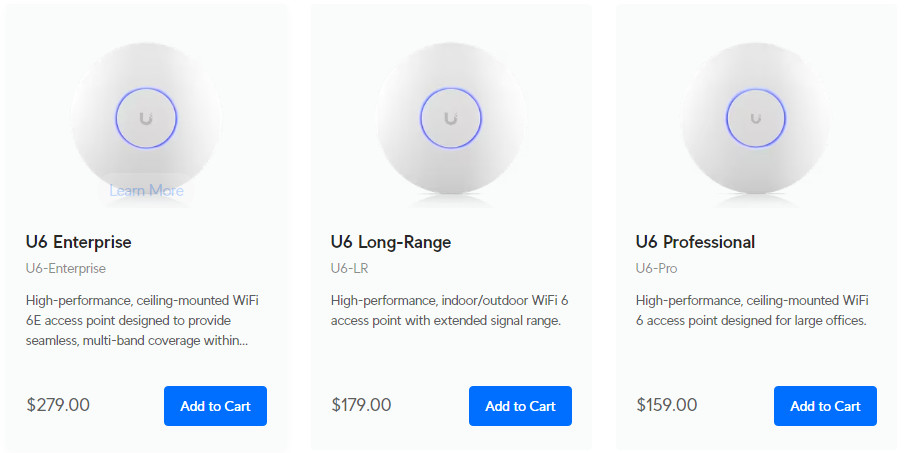 Learn More
U6 Enterprise
U6-Enterprise
High-performance, ceiling-mounted WiFi
6E access point designed to provide
seamless, multi-band coverage within...
$279.00
Add to Cart
U6 Long-Range
U6-LR
High-performance, indoor/outdoor WiFi 6
access point with extended signal range.
$179.00
Add to Cart
U6 Professional
U6-Pro
High-performance, ceiling-mounted WiFi
6 access point designed for large offices.
$159.00
Add to Cart